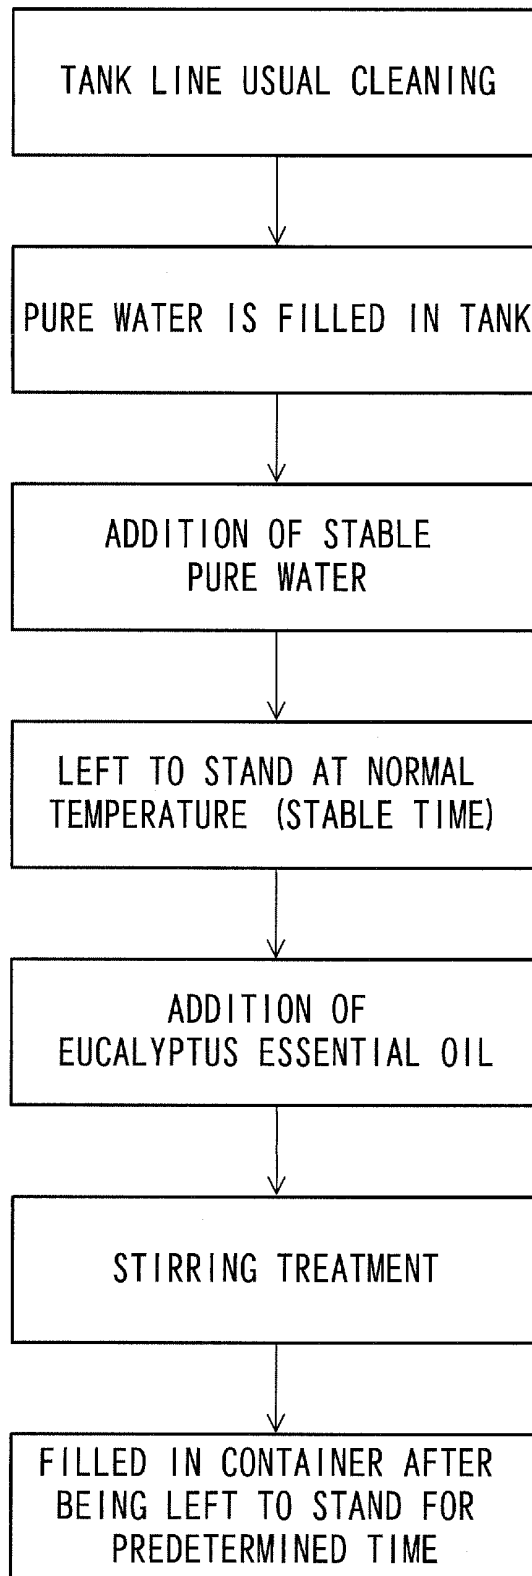 TANK LINE USUAL CLEANING
PURE WATER IS FILLED IN TANK
ADDITION OF STABLE
PURE WATER
LEFT TO STAND AT NORMAL
TEMPERATURE (STABLE TIME)
ADDITION OF
EUCALYPTUS ESSENTIAL OIL
STIRRING TREATMENT
FILLED IN CONTAINER AFTER
BEING LEFT TO STAND FOR
PREDETERMINED TIME